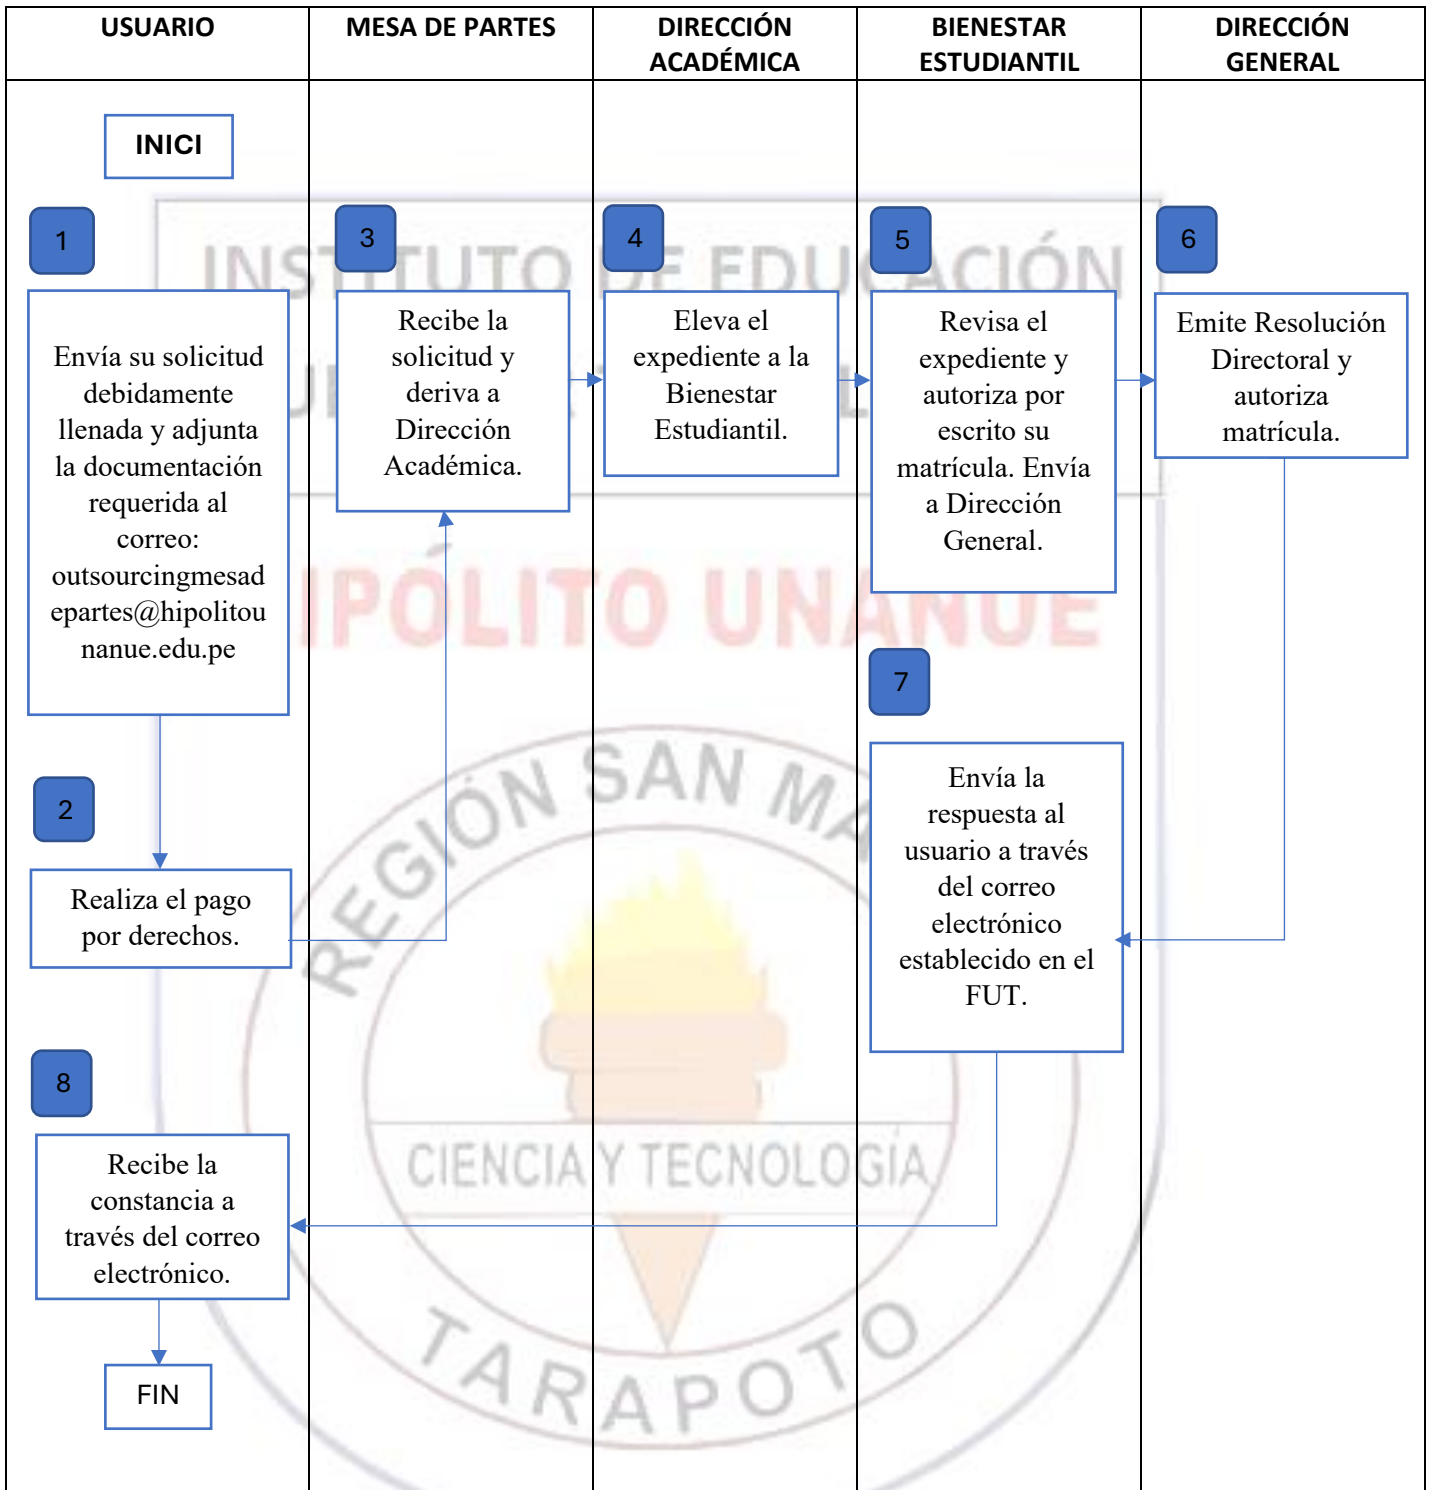 USUARIO
MESA DE PARTES
DIRECCIÓN
ACADÉMICA
BIENESTAR
ESTUDIANTIL
DIRECCIÓN
GENERAL
INICI
1
Envía su solicitud
debidamente
llenada y adjunta
la documentación
requerida al
correo:
outsourcingmesad
epartes@hipolitou
nanue.edu.pe
2
Realiza el pago
por derechos.
3
Recibe la
solicitud y
deriva a
Dirección
Académica.
4
Eleva el
expediente a la
Bienestar
Estudiantil.
5
Revisa el
expediente y
autoriza por
escrito su
matrícula. Envía
a Dirección
General.
6
Emite Resolución
Directoral y
autoriza
matrícula.
7
Envía la
respuesta al
usuario a través
del correo
electrónico
establecido en el
FUT.
8
Recibe la
constancia a
través del correo
electrónico.
FIN
INSTITUTO DE EDUCACIÓN
IPÓLITO UNANUE
REGIÓN SAN MA
CIENCIA Y TECNOLOGÍA
TARAPOTO